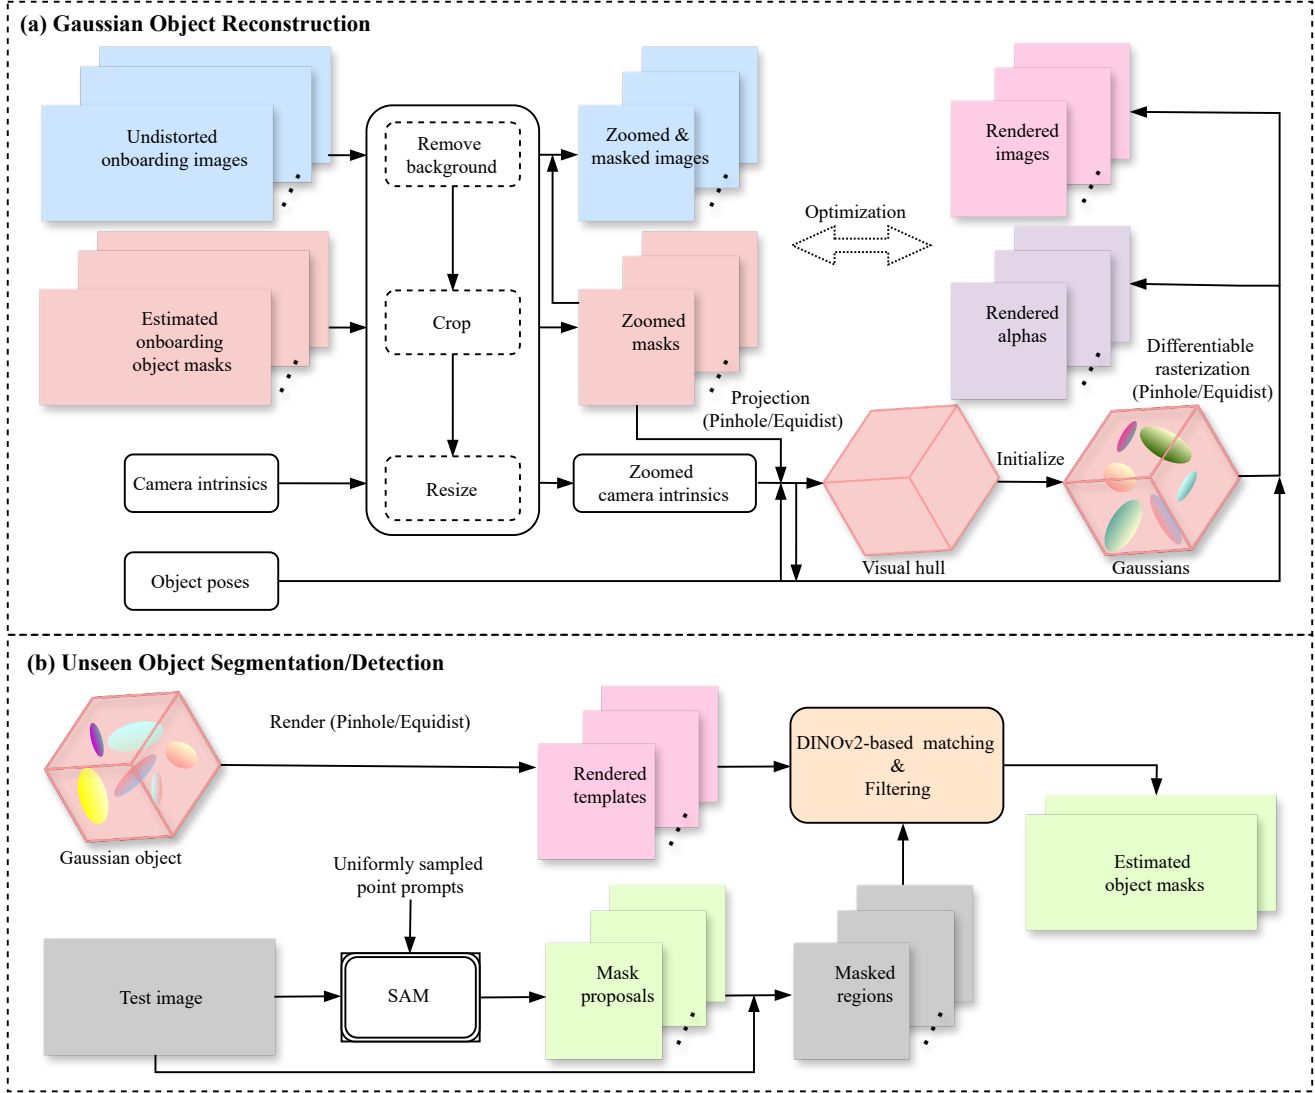 (a) Gaussian Object Reconstruction
Undistorted
onboarding images
Remove
background
Zoomed &
masked images
Optimization
Rendered
images
Estimated
onboarding
object masks
Crop
Zoomed
masks
Rendered
alphas
Projection
(Pinhole/Equidist)
Differentiable
rasterization
(Pinhole/Equidist)
Camera intrinsics
Resize
Zoomed
camera intrinsics
Initialize
Object poses
Visual hull
Gaussians
(b) Unseen Object Segmentation/Detection
Render (Pinhole/Equidist)
Gaussian object
Rendered
templates
DINOv2-based matching
&
Filtering
Estimated
object masks
Uniformly sampled
point prompts
Test image
SAM
Mask
proposals
Masked
regions